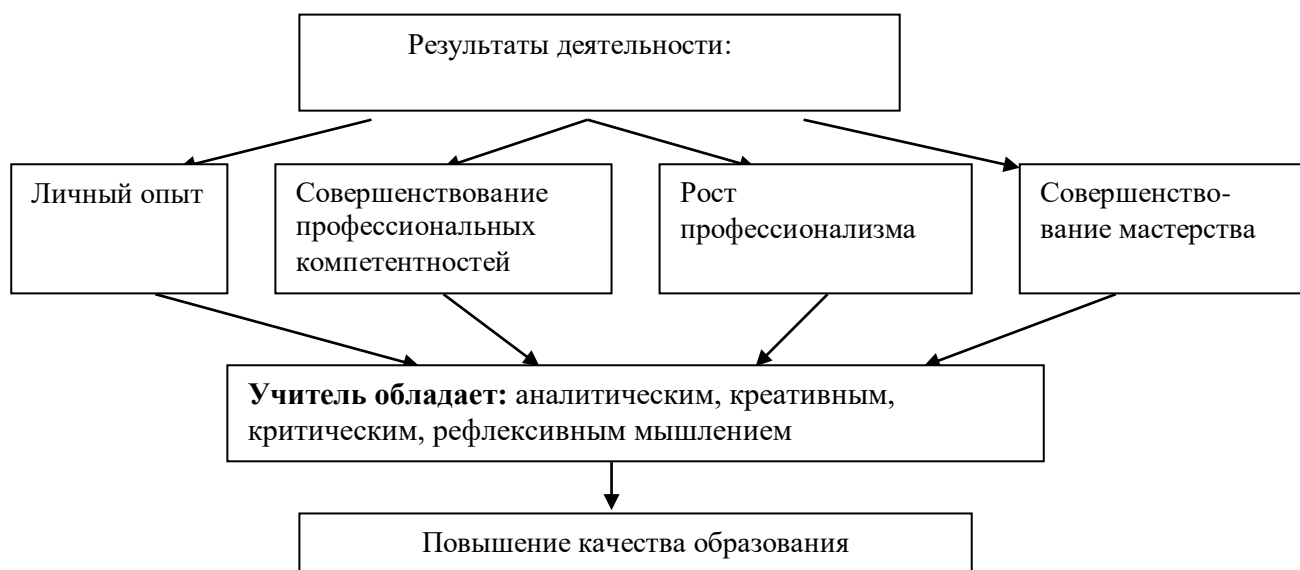 Результаты деятельности:
Личный опыт
Совершенствование
профессиональных
компетентностей
Рост
профессионализма
Совершенство-
вание мастерства
Учитель обладает: аналитическим, креативным,
критическим, рефлексивным мышлением
Повышение качества образования